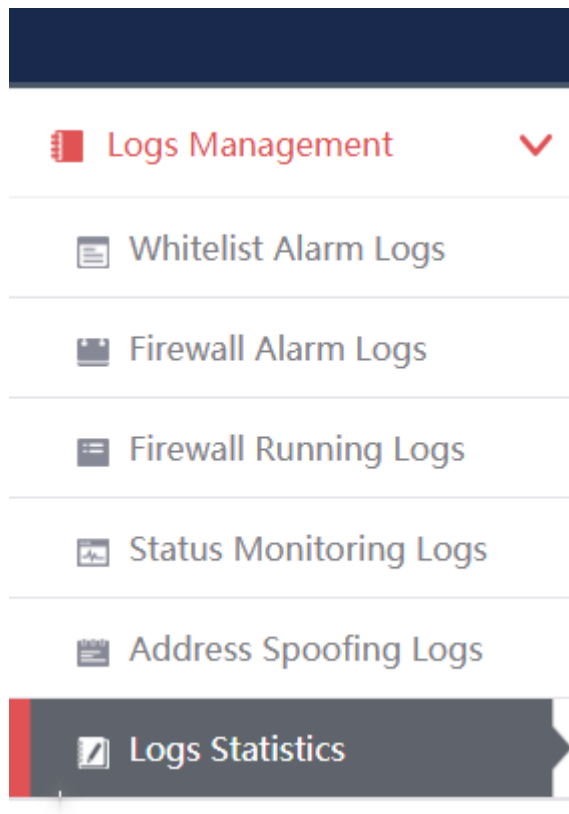 Logs Management
Whitelist Alarm Logs
Firewall Alarm Logs
Firewall Running Logs
Status Monitoring Logs
Address Spoofing Logs
Logs Statistics